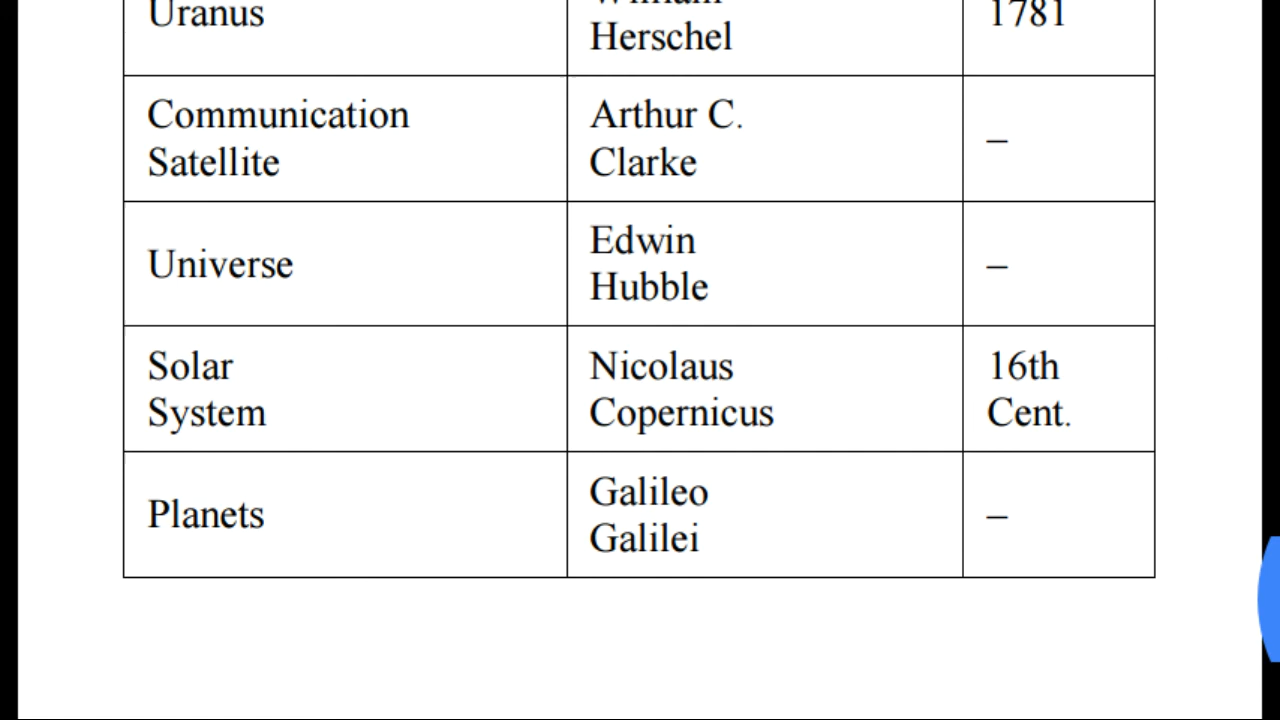 Uranus
Herschel
1781
Communication
Satellite
Arthur C.
Clarke
–
Universe
Edwin
Hubble
–
Solar
System
Nicolaus
Copernicus
16th
Cent.
Planets
Galileo
Galilei
–